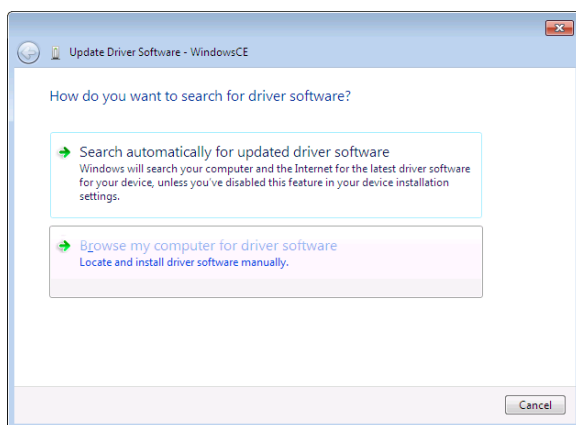 Update Driver Software - WindowsCE
How do you want to search for driver software?
Search automatically for updated driver software
Windows will search your computer and the Internet for the latest driver software
for your device, unless you've disabled this feature in your device installation
settings.
Browse my computer for driver software
Locate and install driver software manually.
Cancel